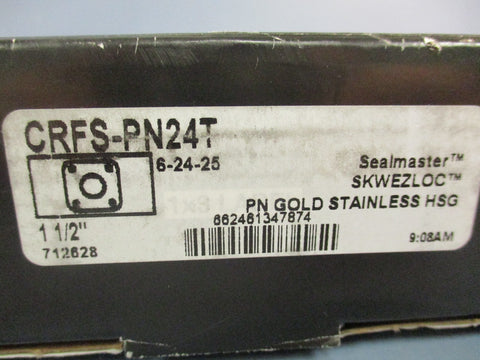 CRFS-PN24T
6-24-25
Sealmaster™
SKWEZLOC™
PN GOLD STAINLESS HSG
662461347874
1 1/2"
712628
9:08AM